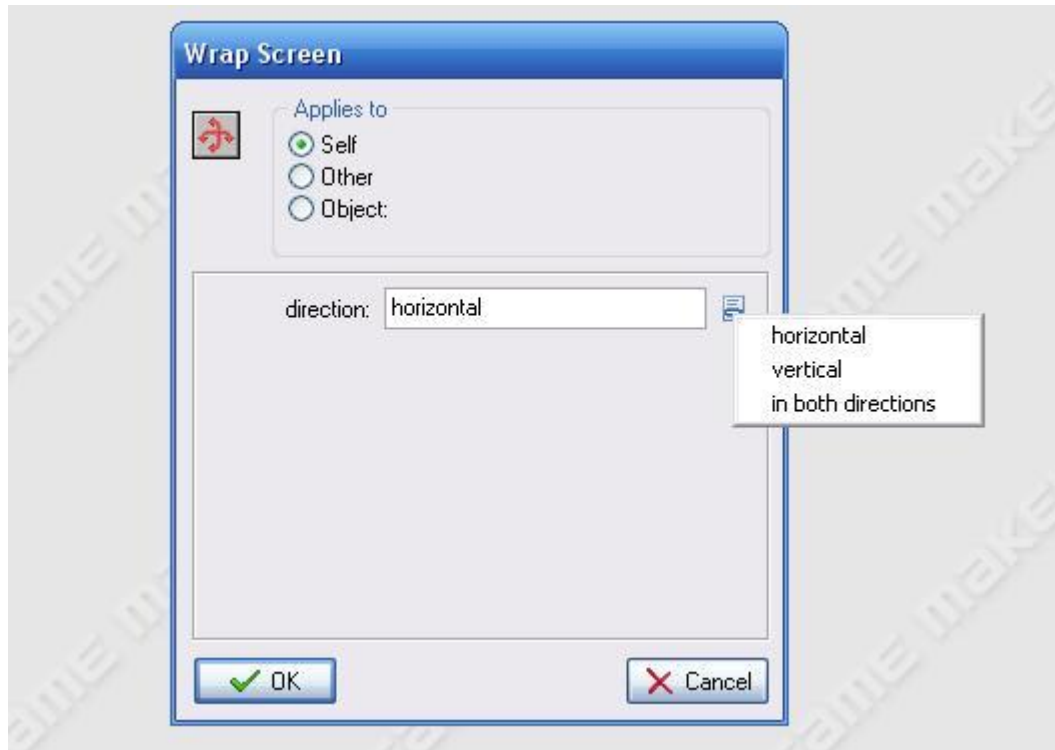 Wrap Screen
Applies to
Self
Other
Object:
direction: horizontal
horizontal
vertical
in both directions
OK
Cancel